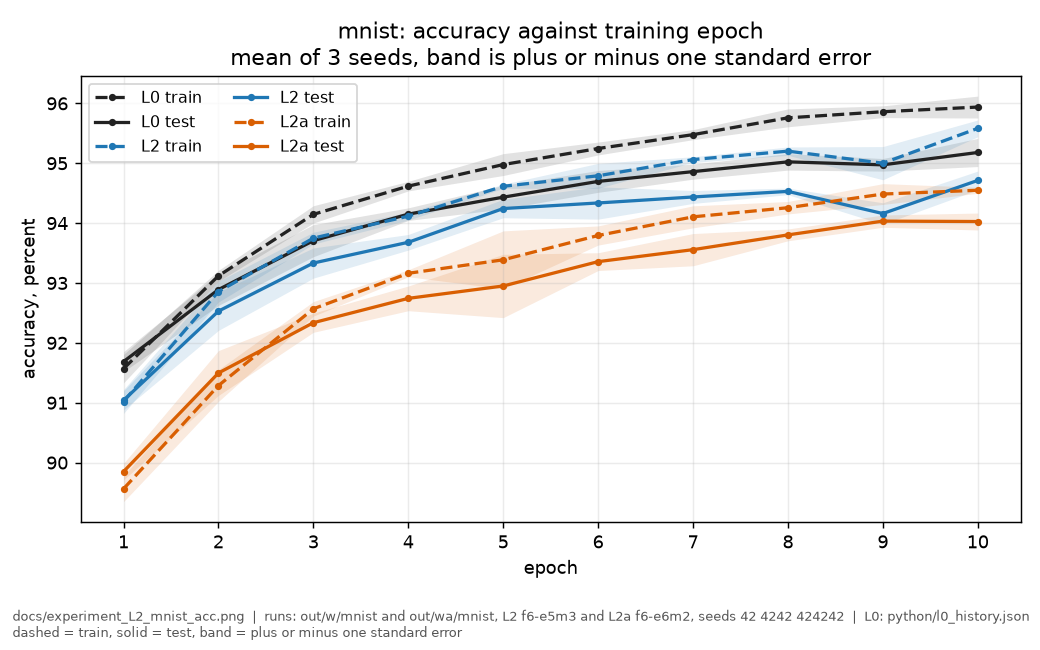 mnist: accuracy against training epoch
mean of 3 seeds, band is plus or minus one standard error
L0 train
L0 test
L2 train
L2 test
L2a train
L2a test
accuracy, percent
96
95
94
93
92
91
90
1 2 3 4 5 6 7 8 9 10
epoch
docs/experiment_L2_mnist_acc.png | runs: out/w/mnist and out/wa/mnist, L2 f6-e5m3 and L2a f6-e6m2, seeds 42 4242 424242 | L0: python/l0_history.json
dashed = train, solid = test, band = plus or minus one standard error